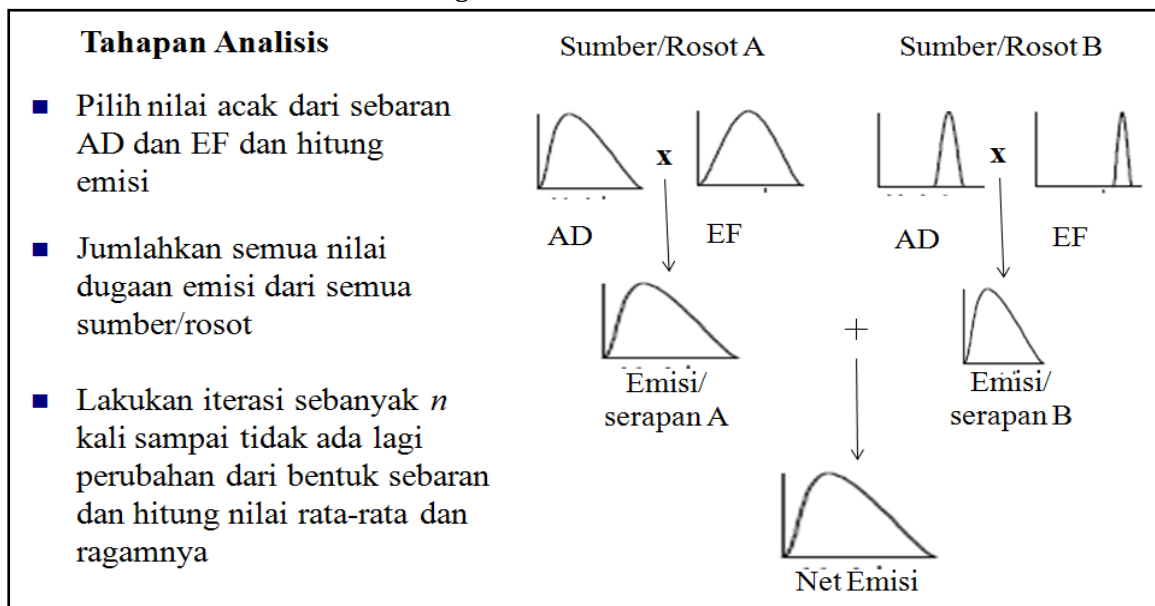 Tahapan Analisis
Pilih nilai acak dari sebaran
AD dan EF dan hitung
emisi
Jumlahkan semua nilai
dugaan emisi dari semua
sumber/rosot
Lakukan iterasi sebanyak n
kali sampai tidak ada lagi
perubahan dari bentuk sebaran
dan hitung nilai rata-rata dan
ragamnya
Sumber/Rosot A
Sumber/Rosot B
x
x
AD
EF
AD
EF
+
Emisi/
serapan A
Emisi/
serapan B
Net Emisi